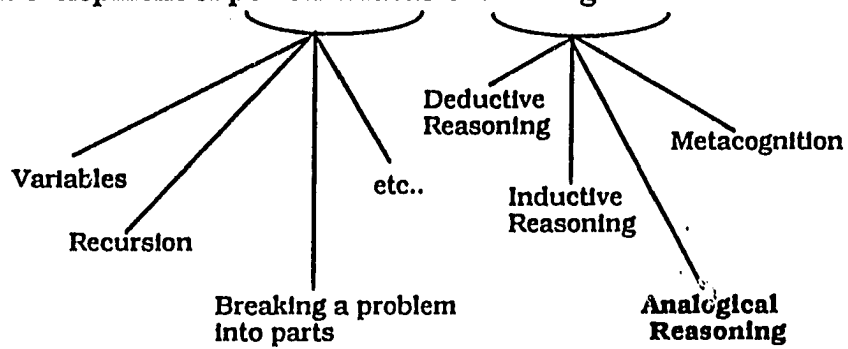 Deductive
Reasoning
Metacognition
Variables
etc..
Inductive
Reasoning
Recursion
Breaking a problem
into parts
Analogical
Reasoning